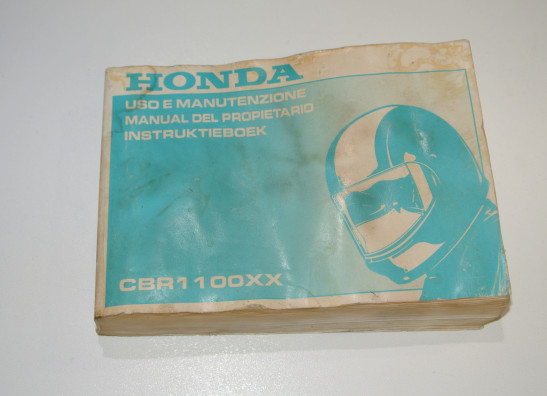 HONDA
USO E MANUTENZIONE
MANUAL DEL PROPIETARIO
INSTRUKTIEBOEK
CBR1100XX